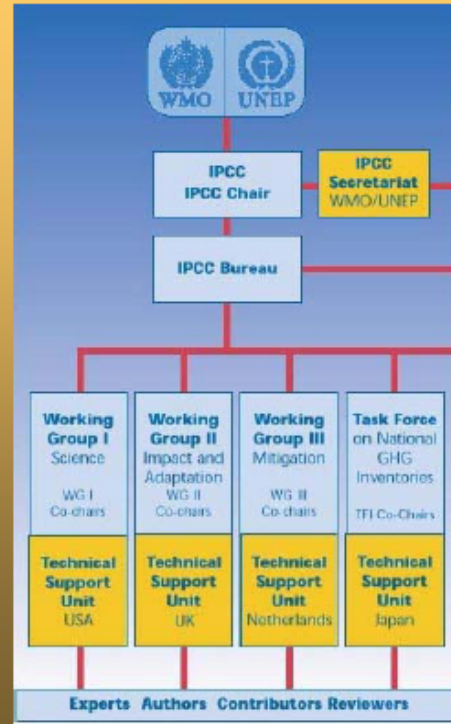 WMO UNEP
IPCC
IPCC Chair
IPCC
Secretariat
WMO/UNEP
IPCC Bureau
Working
Group I
Science
WG I
Co-chairs
Working
Group II
Impact and
Adaptation
WG II
Co-chairs
Working
Group III
Mitigation
WG III
Co-chairs
Task Force
on National
GHG
Inventories
TFI Co-Chairs
Technical
Support
Unit
USA
Technical
Support
Unit
UK
Technical
Support
Unit
Netherlands
Technical
Support
Unit
Japan
Experts Authors Contributors Reviewers